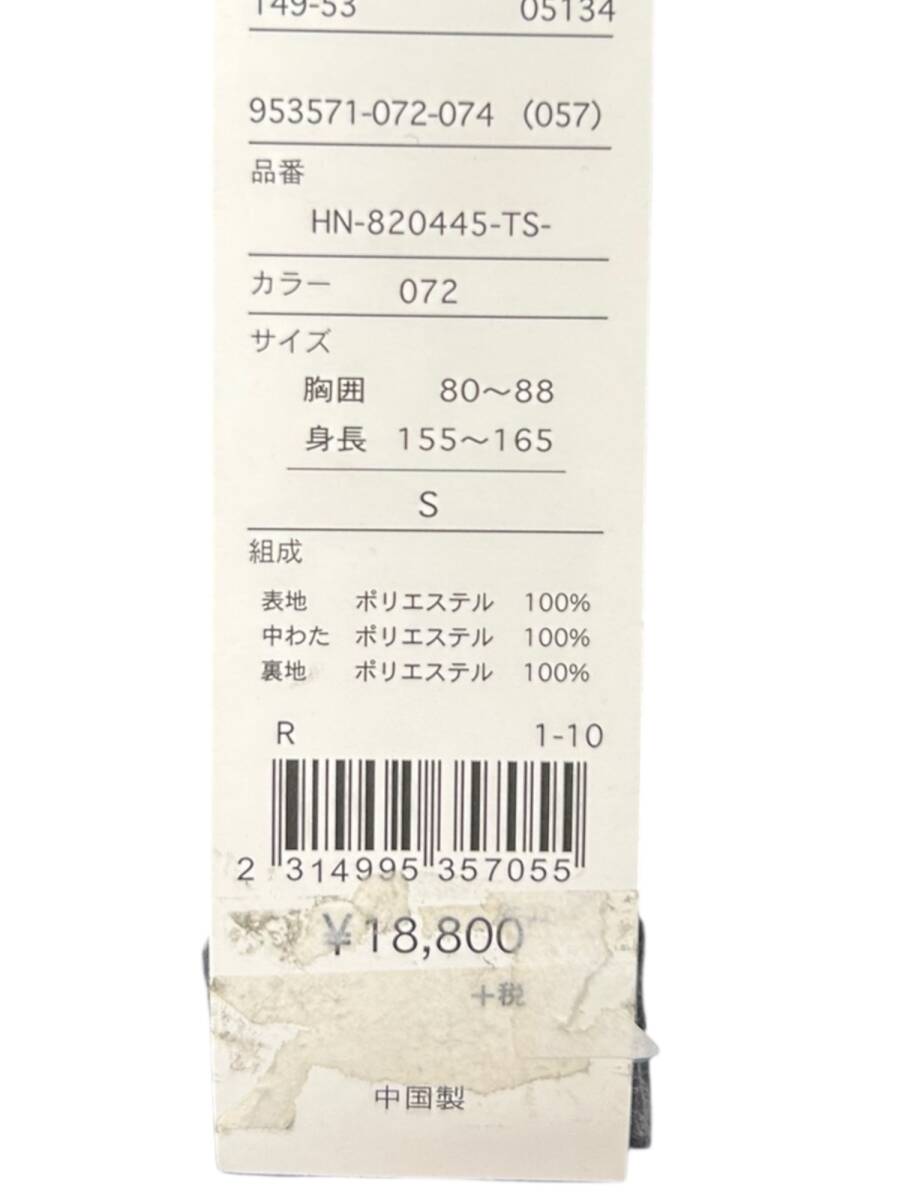 149-53 05134
953571-072-074 (057)
品番
HN-820445-TS-
カラー 072
サイズ
胸囲 80～88
身長 155～165
S
組成
表地 ポリエステル 100%
中わた ポリエステル 100%
裏地 ポリエステル 100%
R 1-10
2 314995 357055
¥18,800
+税
中国製